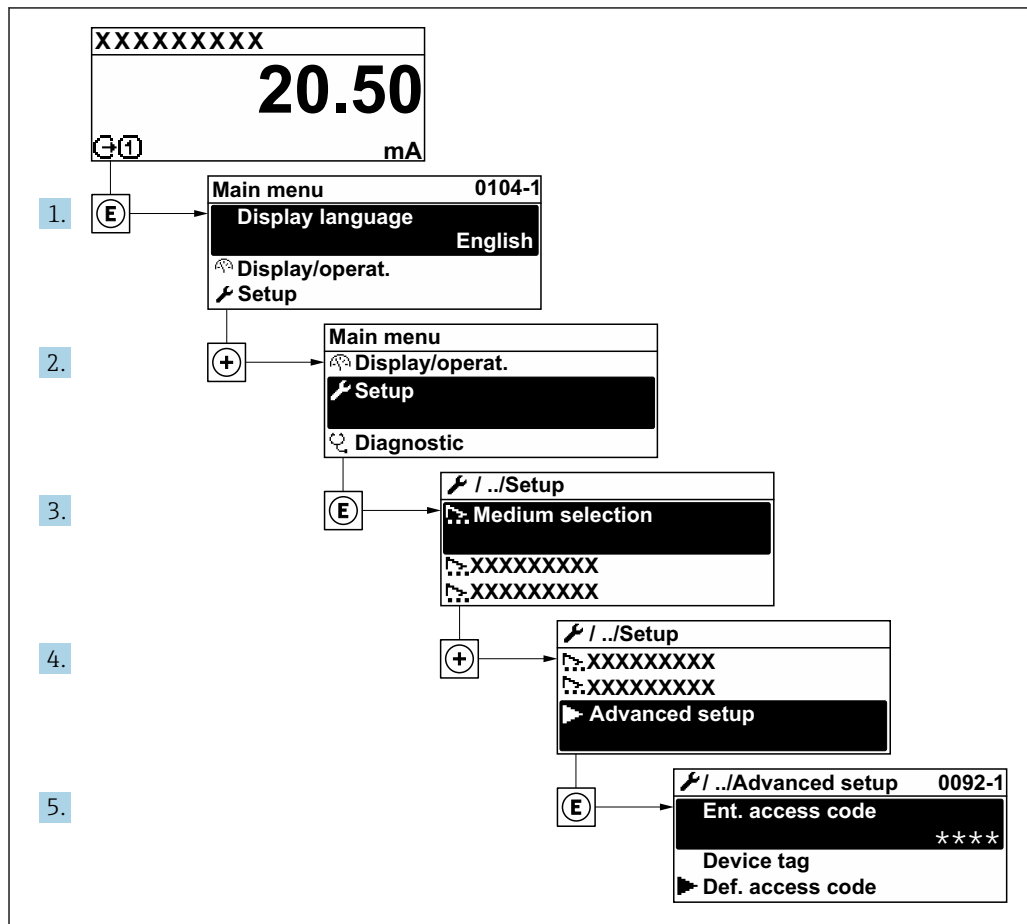 XXXXXXXXX
20.50
1 mA
1. E
Main menu 0104-1
Display language
English
Display/operat.
Setup
2. +
Main menu
Display/operat.
Setup
Diagnostic
3. E
/ ../Setup
Medium selection
XXXXXXXXX
XXXXXXXXX
4. +
/ ../Setup
XXXXXXXXX
XXXXXXXXX
Advanced setup
5. E
/ ../Advanced setup 0092-1
Ent. access code
****
Device tag
Def. access code